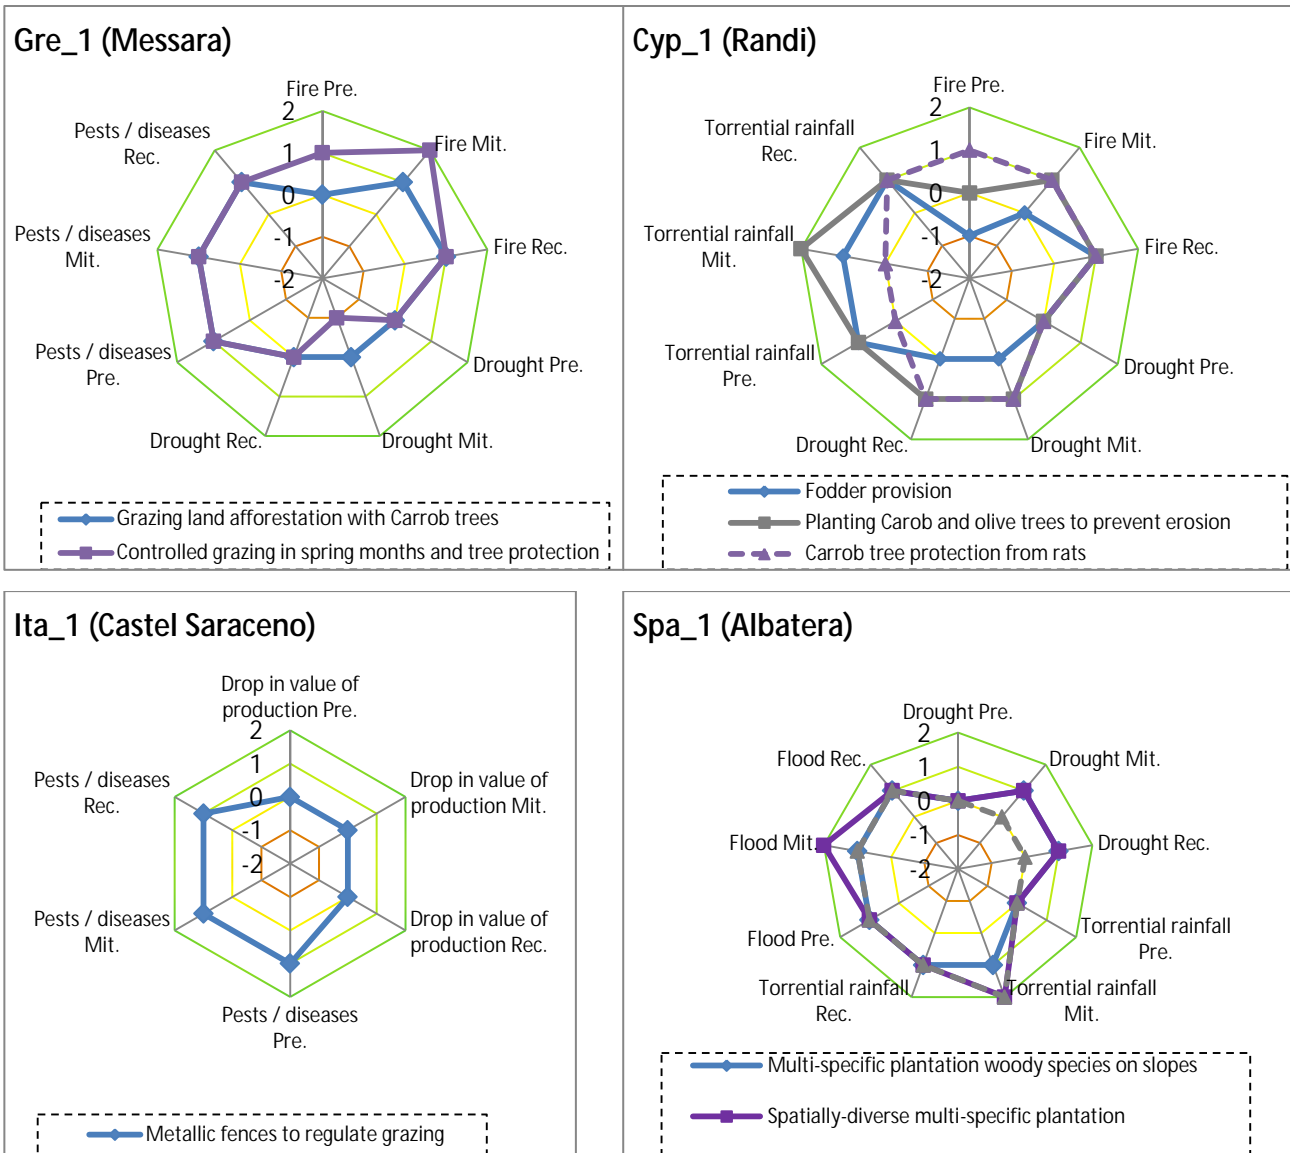 Gre_1 (Messara)
Fire Pre.
2
Pests / diseases
Rec.
1
Fire Mit.
0
Pests / diseases
Mit.
-1
Fire Rec.
-2
Pests / diseases
Pre.
Drought Pre.
Drought Rec.
Drought Mit.
Grazing land afforestation with Carrob trees
Controlled grazing in spring months and tree protection
Cyp_1 (Randi)
Fire Pre.
2
Torrential rainfall
Rec.
1
Fire Mit.
0
Torrential rainfall
Mit.
-1
Fire Rec.
-2
Torrential rainfall
Pre.
Drought Pre.
Drought Rec.
Drought Mit.
Fodder provision
Planting Carob and olive trees to prevent erosion
Carrob tree protection from rats
Ita_1 (Castel Saraceno)
Drop in value of
production Pre.
2
1
Pests / diseases
Rec.
0
Drop in value of
production Mit.
-1
-2
Pests / diseases
Mit.
Drop in value of
production Rec.
Pests / diseases
Pre.
Metallic fences to regulate grazing
Spa_1 (Albatera)
Drought Pre.
2
Flood Rec.
1
Drought Mit.
0
Flood Mit.
-1
Drought Rec.
-2
Flood Pre.
Torrential rainfall
Pre.
Torrential rainfall
Rec.
Torrential rainfall
Mit.
Multi-specific plantation woody species on slopes
Spatially-diverse multi-specific plantation